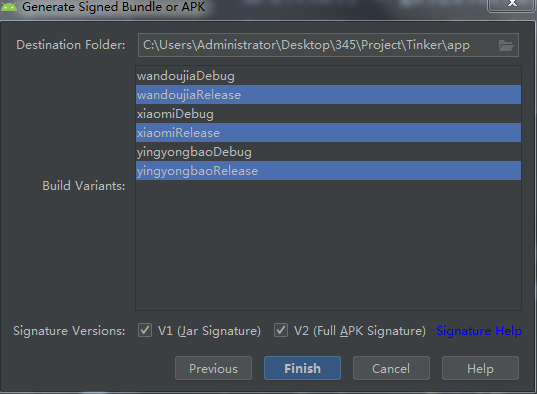 Generate Signed Bundle or APK
Destination Folder: C:\Users\Administrator\Desktop\345\Project\Tinker\app
wandoujiaDebug
wandoujiaRelease
xiaomiDebug
xiaomiRelease
yingyongbaoDebug
yingyongbaoRelease
Build Variants:
Signature Versions: V1 (Jar Signature) V2 (Full APK Signature) Signature Help
Previous Finish Cancel Help